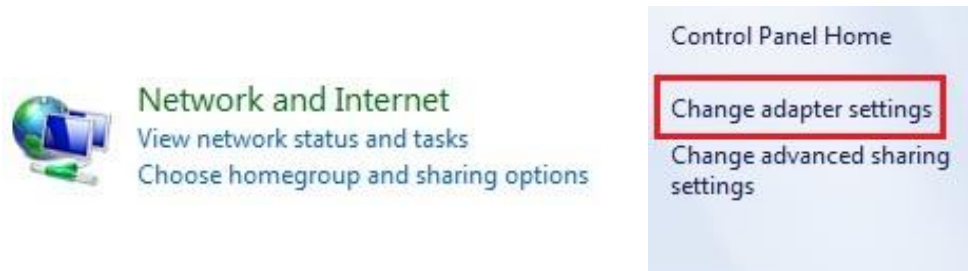 Network and Internet
View network status and tasks
Choose homegroup and sharing options
Control Panel Home
Change adapter settings
Change advanced sharing
settings